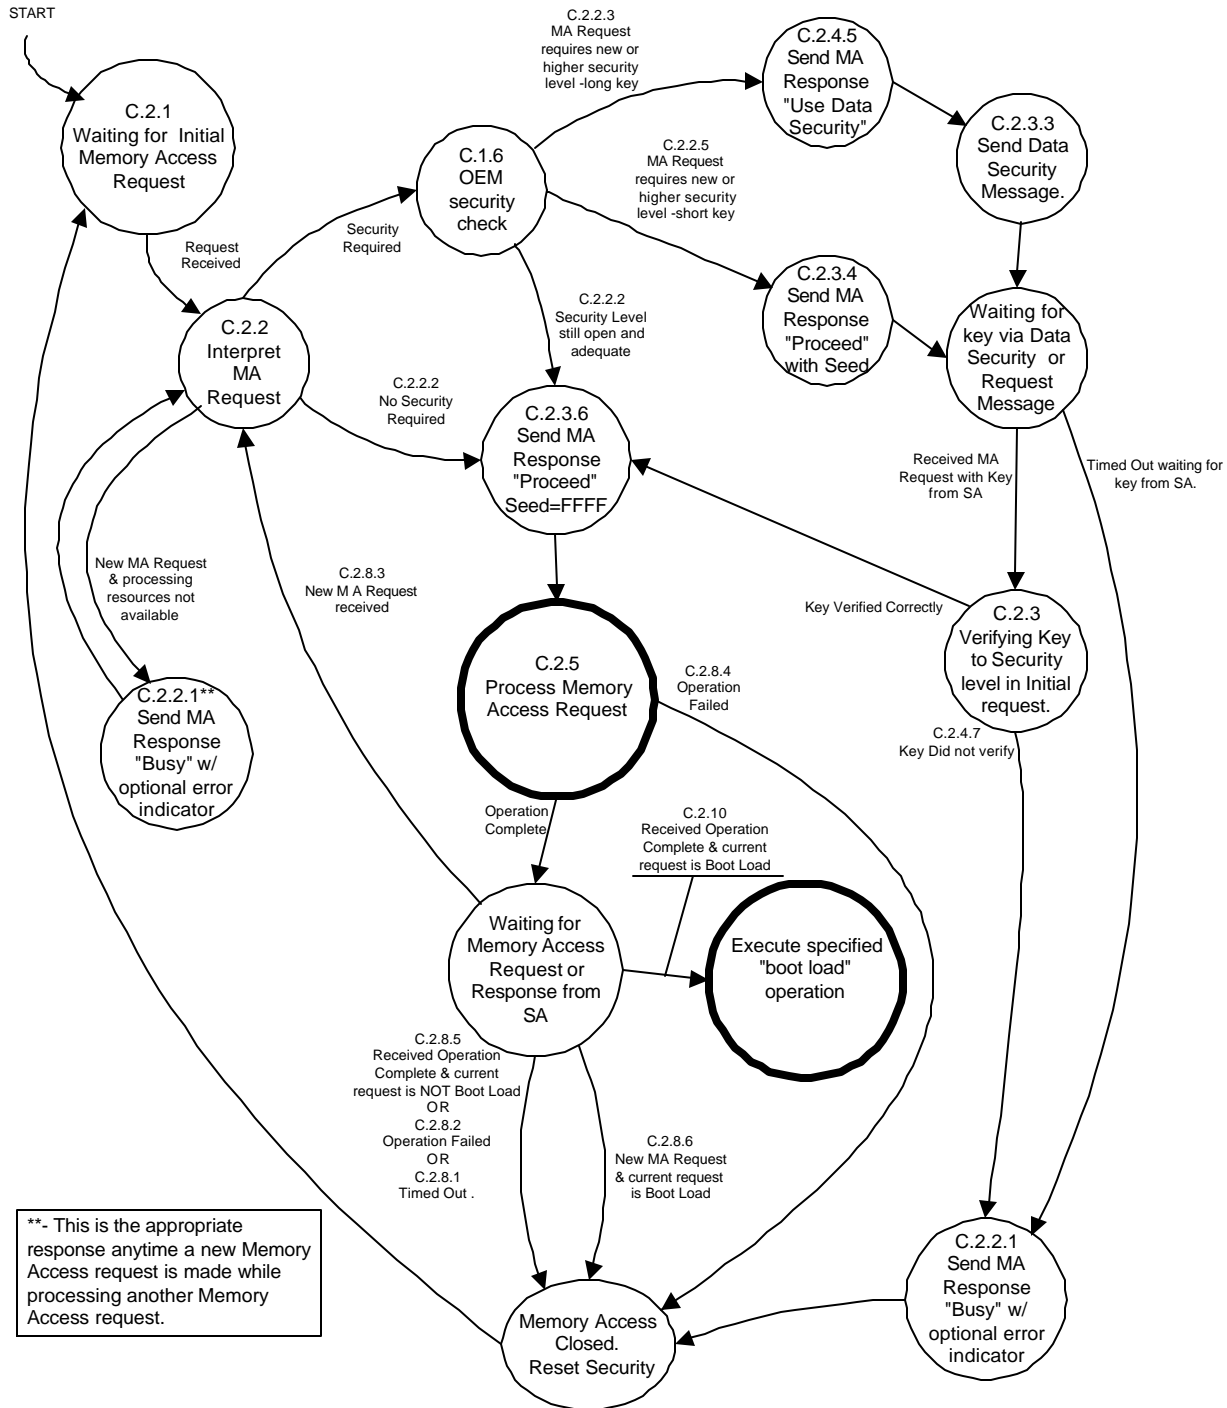 START
C.2.1
Waiting for Initial
Memory Access
Request
Request
Received
C.2.2
Interpret
MA
Request
Security
Required
C.1.6
OEM
security
check
C.2.2.3
MA Request
requires new or
higher security
level -long key
C.2.4.5
Send MA
Response
"Use Data
Security"
C.2.3.3
Send Data
Security
Message.
C.2.2.5
MA Request
requires new or
higher security
level -short key
C.2.3.4
Send MA
Response
"Proceed"
with Seed
Waiting for
key via Data
Security or
Request
Message
C.2.2.2
Security Level
still open and
adequate
C.2.2.2
No Security
Required
C.2.3.6
Send MA
Response
"Proceed"
Seed=FFFF
Received MA
Request with Key
from SA
Timed Out waiting for
key from SA.
New MA Request
& processing
resources not
available
C.2.8.3
New M A Request
received
Key Verified Correctly
C.2.3
Verifying Key
to Security
level in Initial
request.
C.2.5
Process Memory
Access Request
C.2.8.4
Operation
Failed
C.2.4.7
Key Did not verify
C.2.2.1**
Send MA
Response
"Busy" w/
optional error
indicator
Operation
Complete
C.2.10
Received Operation
Complete & current
request is Boot Load
Waiting for
Memory Access
Request or
Response from
SA
Execute specified
"boot load"
operation
C.2.8.5
Received Operation
Complete & current
request is NOT Boot Load
OR
C.2.8.2
Operation Failed
OR
C.2.8.1
Timed Out .
C.2.8.6
New MA Request
& current request
is Boot Load
**- This is the appropriate
response anytime a new Memory
Access request is made while
processing another Memory
Access request.
Memory Access
Closed.
Reset Security
C.2.2.1
Send MA
Response
"Busy" w/
optional error
indicator